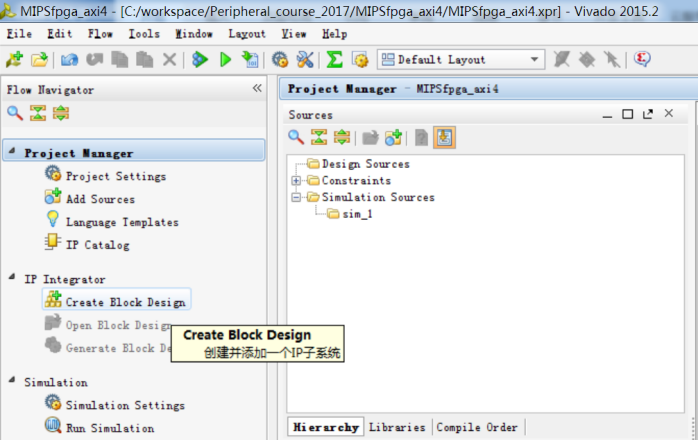 MIPSfpga_axi4 - [C:/workspace/Peripheral_course_2017/MIPSfpga_axi4/MIPSfpga_axi4.xpr] - Vivado 2015.2
File Edit Flow Tools Window Layout View Help
Default Layout
Flow Navigator
Project Manager
Project Settings
Add Sources
Language Templates
IP Catalog
IP Integrator
Create Block Design
Open Block Design
Generate Block De
Create Block Design
创建并添加一个IP子系统
Simulation
Simulation Settings
Run Simulation
Project Manager - MIPSfpga_axi4
Sources
Design Sources
Constraints
Simulation Sources
sim_1
Hierarchy Libraries Compile Order